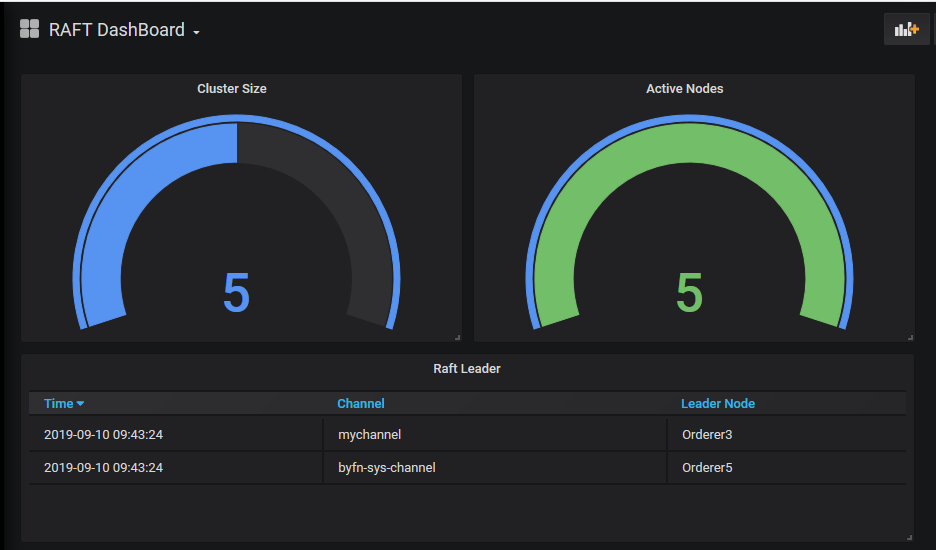 RAFT DashBoard
Cluster Size
Active Nodes
5
5
Raft Leader
Time Channel Leader Node
2019-09-10 09:43:24 mychannel Orderer3
2019-09-10 09:43:24 byfn-sys-channel Orderer5